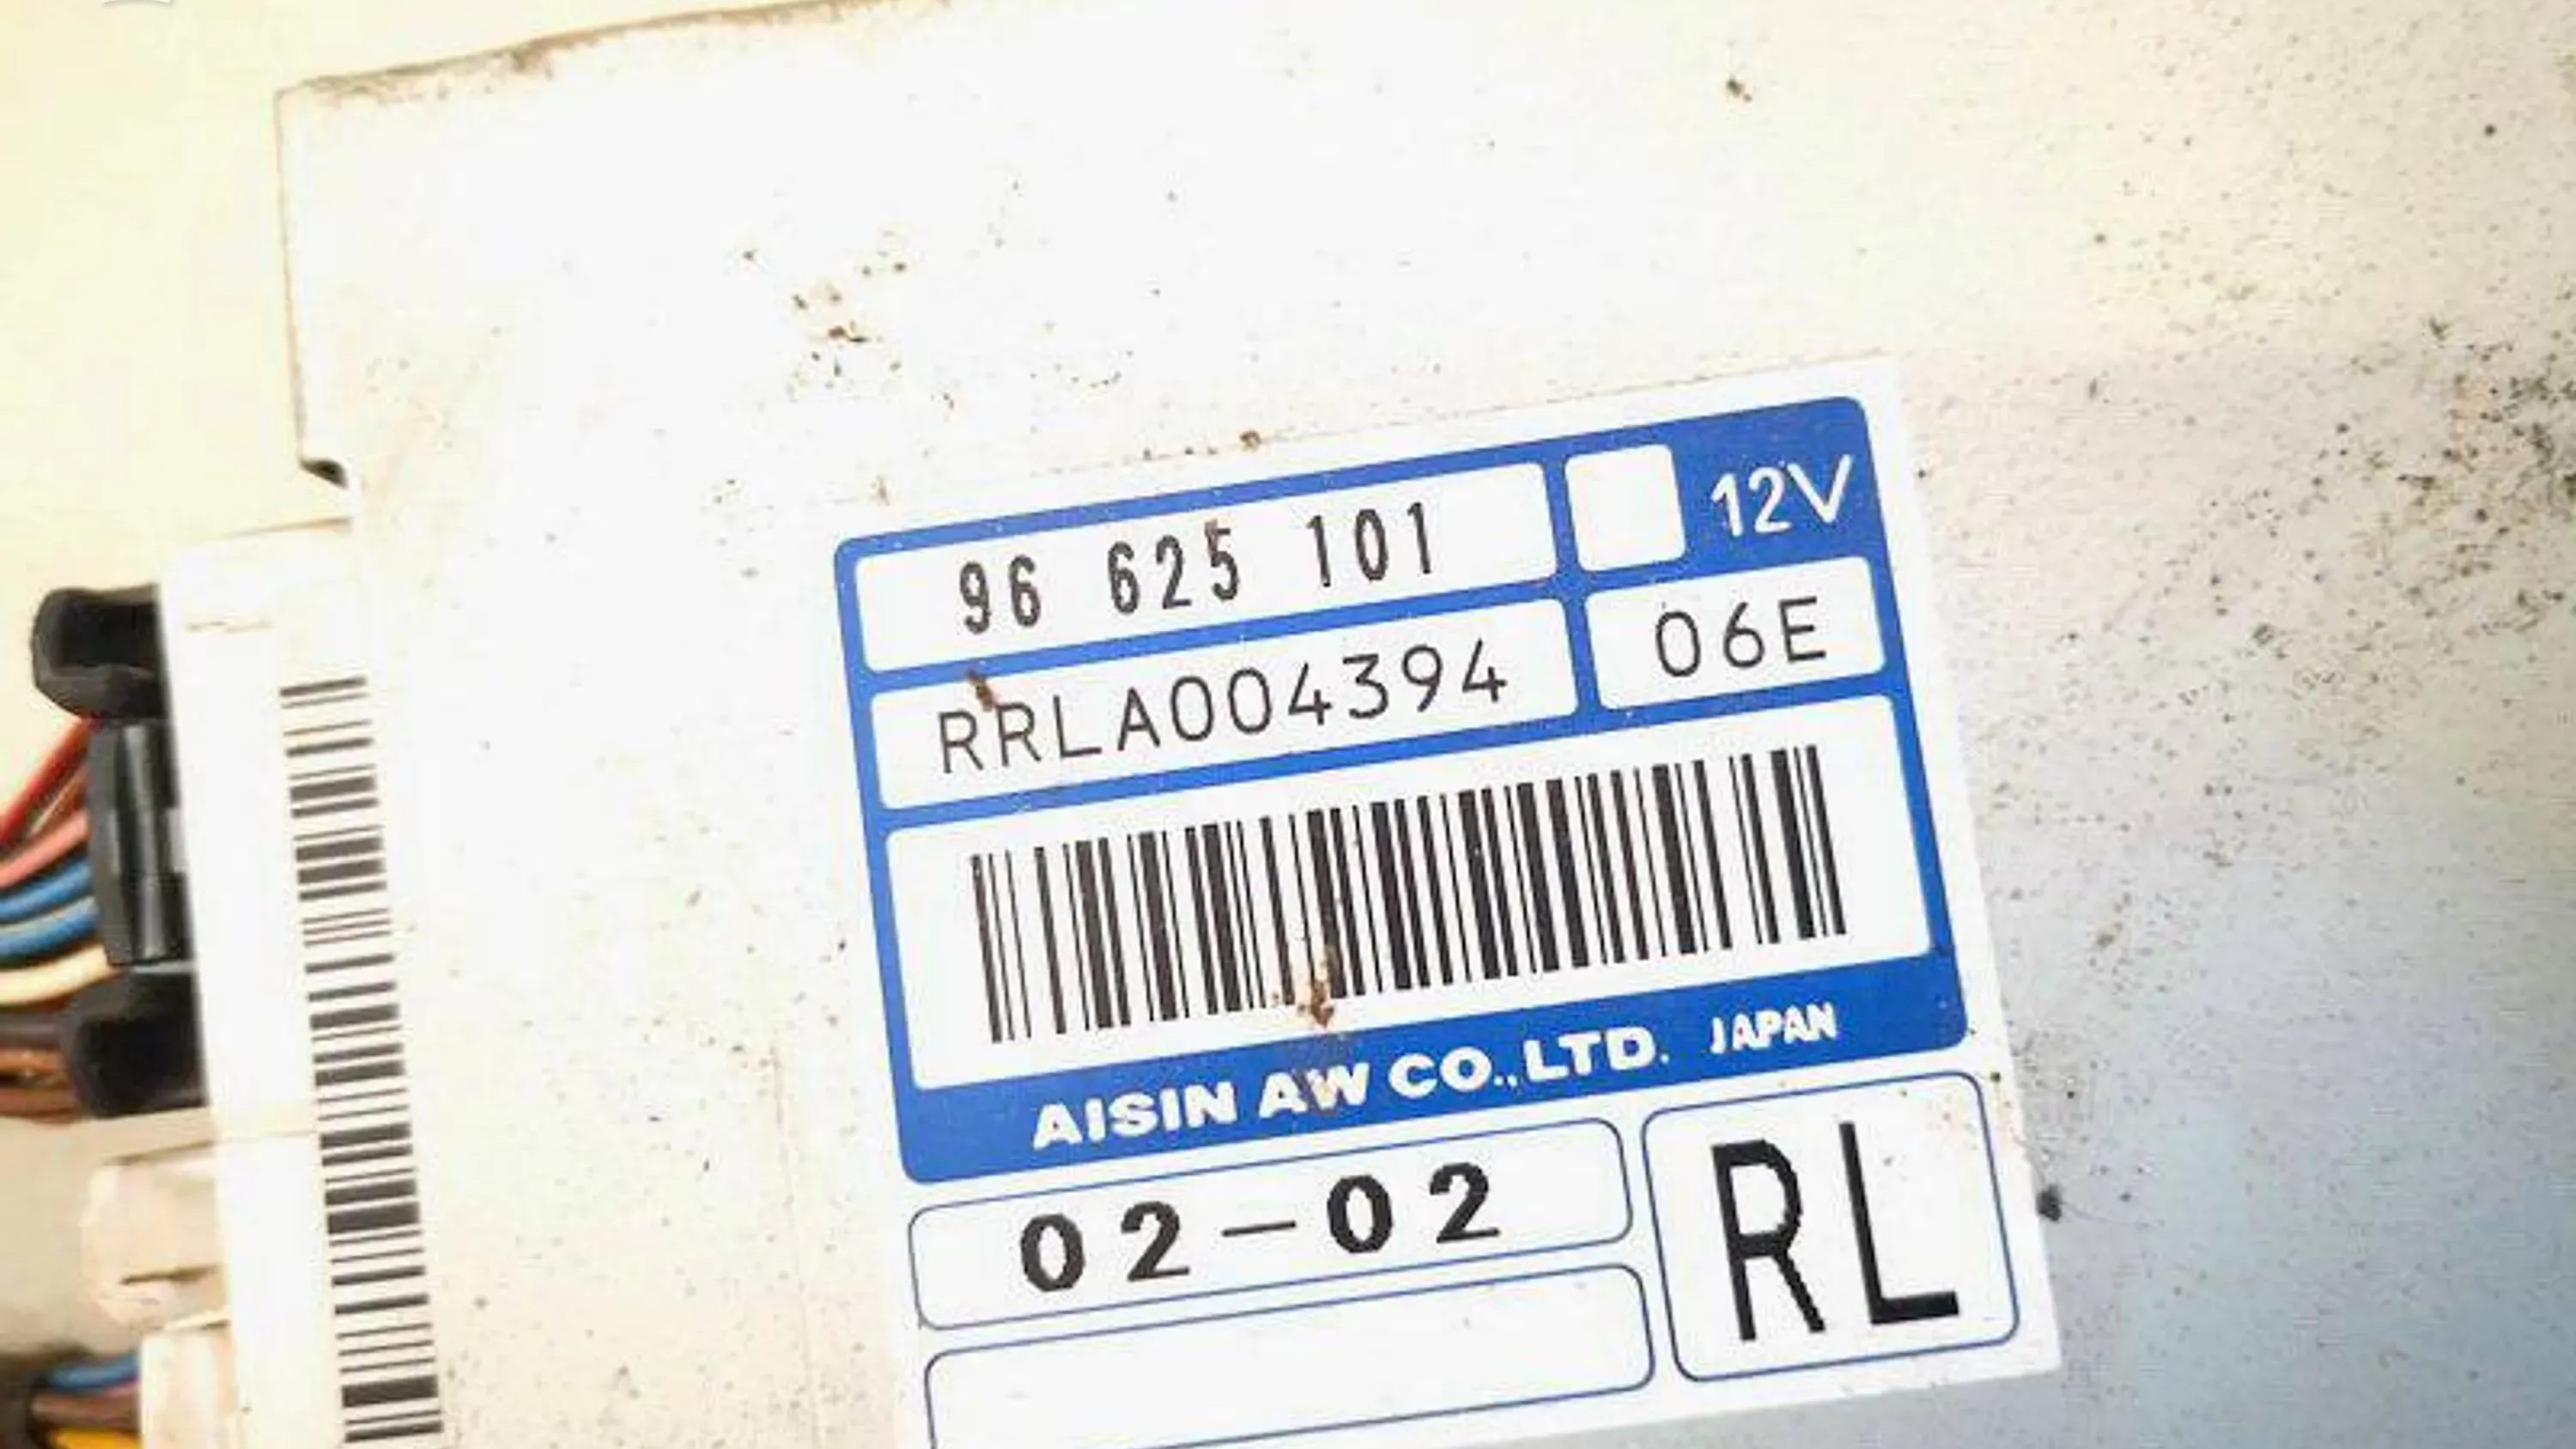 96 625 101 12V
RRLA004394 06E
AISIN AW CO.,LTD. JAPAN
02-02 RL